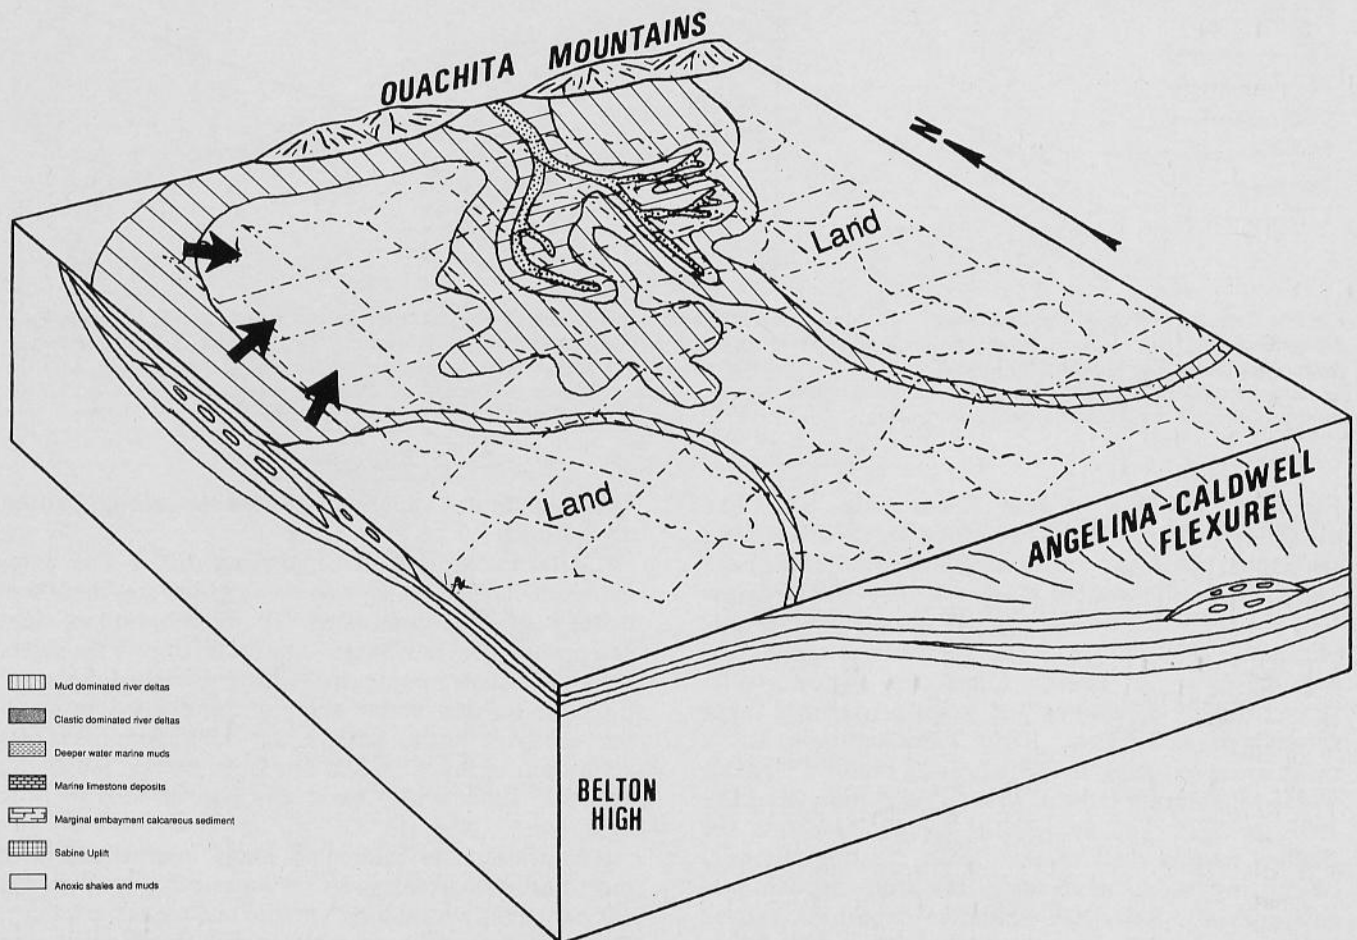 OUACHITA MOUNTAINS
N
Land
Land
ANGELINA-CALDWELL
FLEXURE
BELTON
HIGH
Mud dominated river deltas
Clastic dominated river deltas
Deeper water marine muds
Marine limestone deposits
Marginal embayment calcareous sediment
Sabine Uplift
Anoxic shales and muds